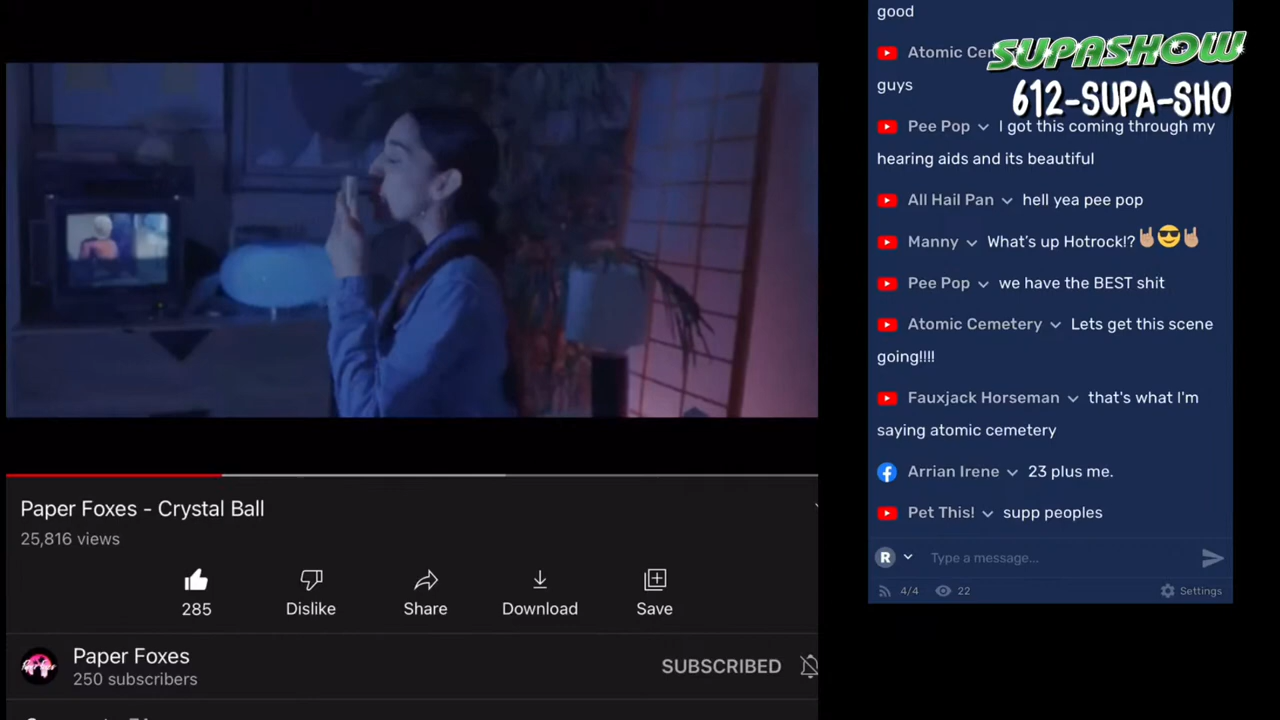 good
SUPASHOW
Atomic Cem
guys
612-SUPA-SHO
Pee Pop I got this coming through my
hearing aids and its beautiful
All Hail Pan hell yea pee pop
Manny What's up Hotrock!?🤘🏼😎🤘🏼
Pee Pop we have the BEST shit
Atomic Cemetery Lets get this scene
going!!!!
Fauxjack Horseman that's what I'm
saying atomic cemetery
Arrian Irene 23 plus me.
Pet This! supp peoples
R Type a message...
4/4 22 Settings
Paper Foxes - Crystal Ball
25,816 views
285 Dislike Share Download Save
Paper Foxes
250 subscribers
SUBSCRIBED